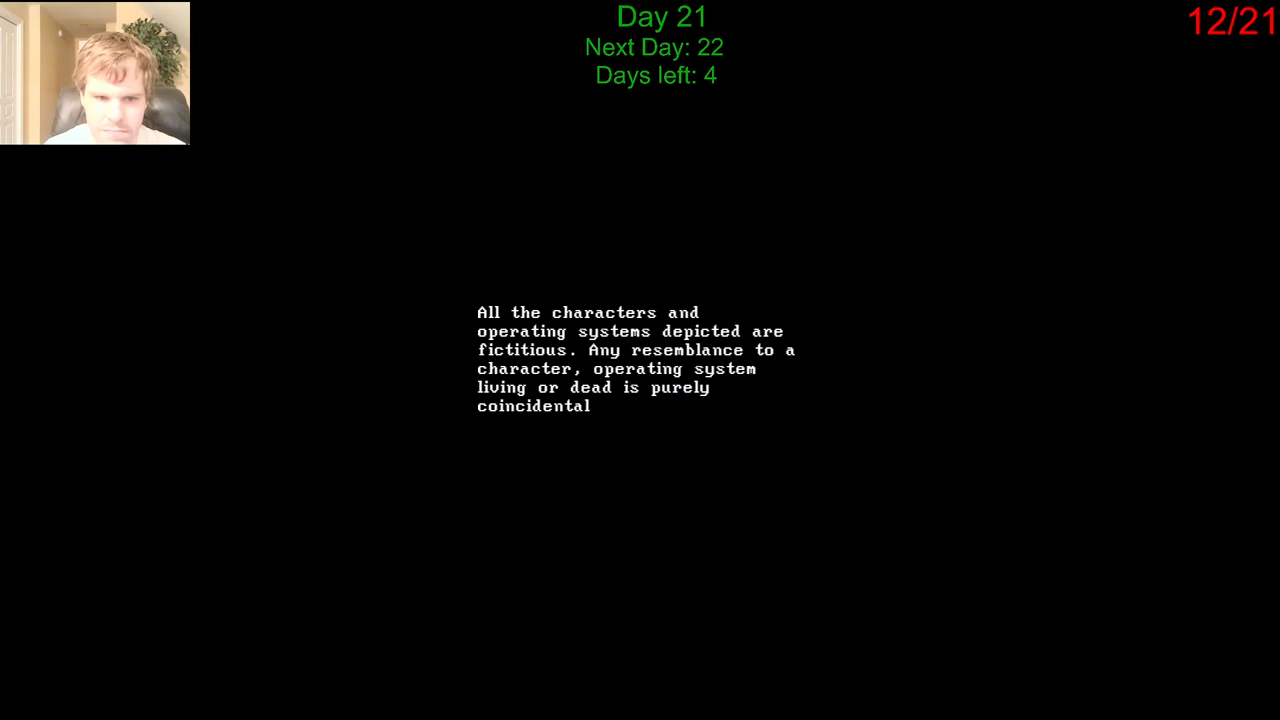 Day 21
Next Day: 22
Days left: 4
12/21
All the characters and
operating systems depicted are
fictitious. Any resemblance to a
character, operating system
living or dead is purely
coincidental